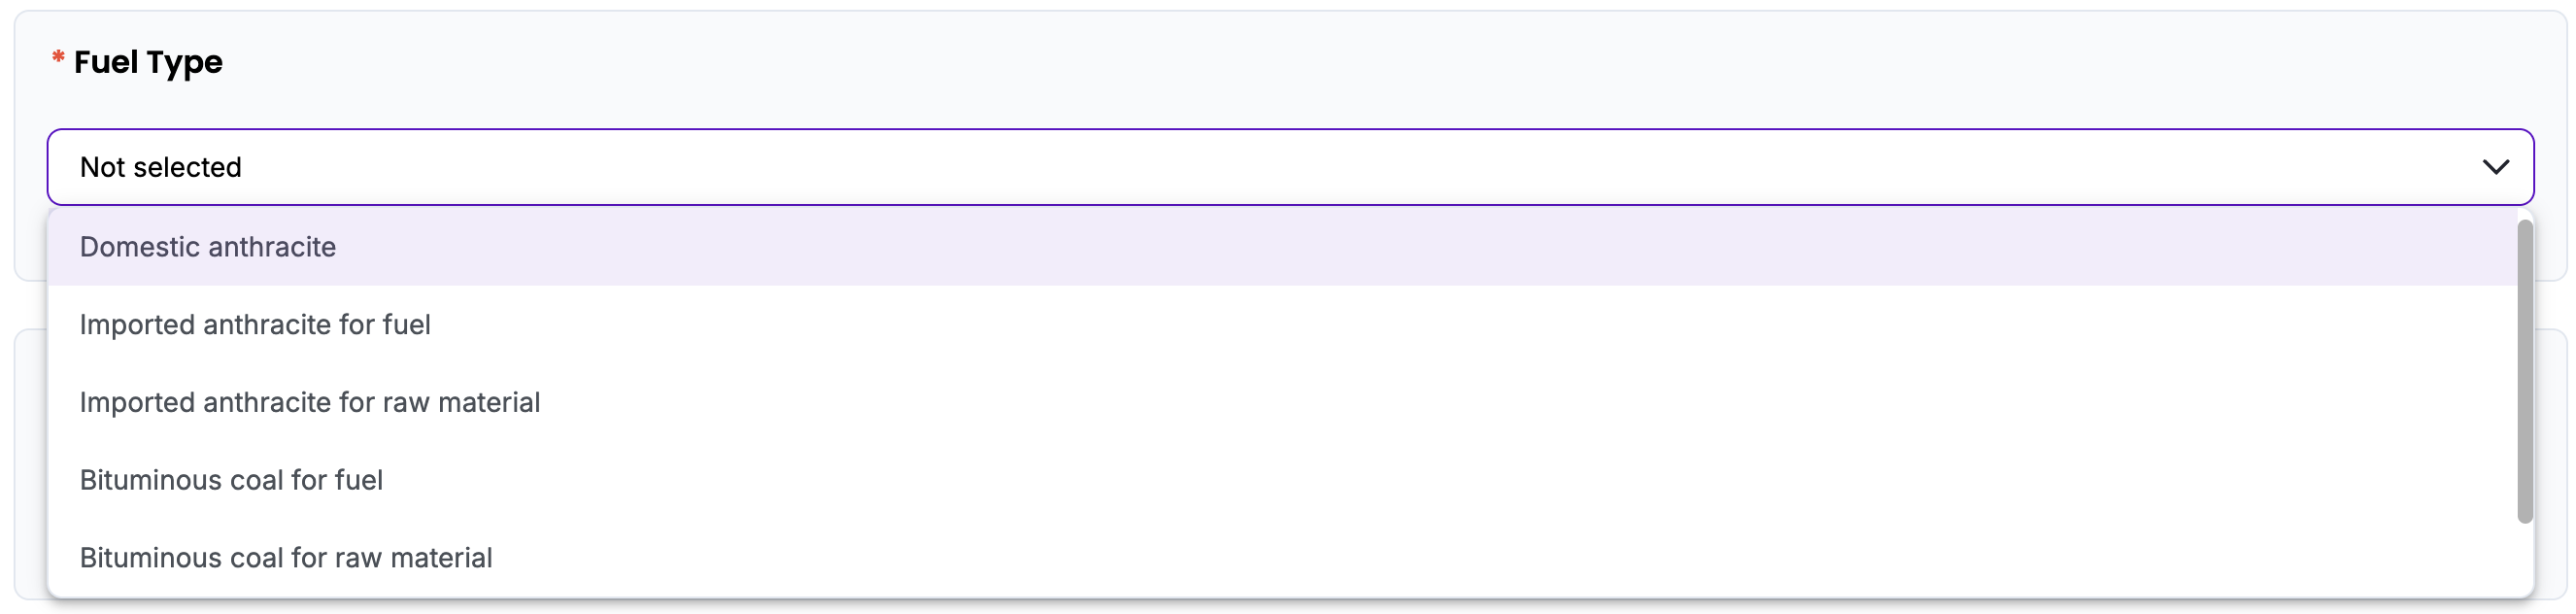 * Fuel Type
Not selected
Domestic anthracite
Imported anthracite for fuel
Imported anthracite for raw material
Bituminous coal for fuel
Bituminous coal for raw material